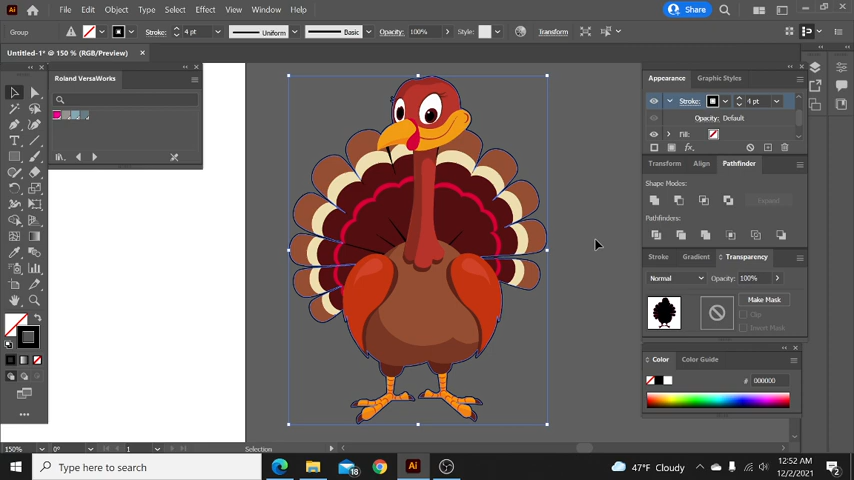 Ai File Edit Object Type Select Effect View Window Help Share
Group Stroke: 4 pt Uniform Basic Opacity: 100% Style: Transform
Untitled-1* @ 150 % (RGB/Preview) ×
Roland VersaWorks
Appearance Graphic Styles
Stroke: 4 pt
Opacity: Default
Fill:
fx
Transform Align Pathfinder
Shape Modes:
Expand
Pathfinders:
Stroke Gradient Transparency
Normal Opacity: 100%
Make Mask
Clip
Invert Mask
Color Color Guide
# 000000
150% 0° 1 Selection
Type here to search
18
Ai
47°F Cloudy
12:52 AM
12/2/2021
2